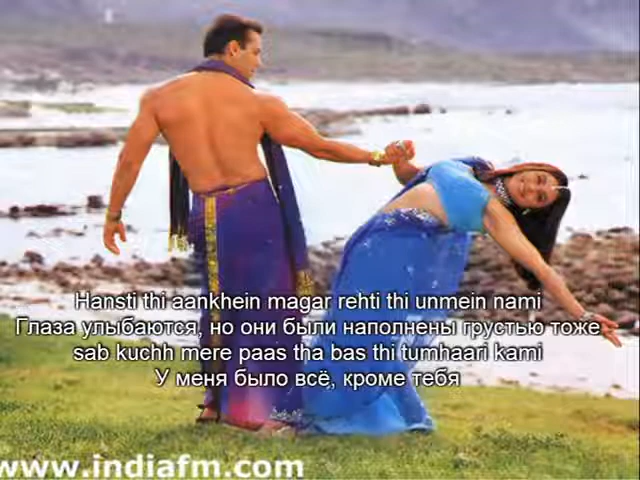 Hansti thi aankhein magar rehti thi unmein nami
Глаза улыбаются, но они были наполнены грустью тоже
sab kuchh mere paas tha bas thi tumhaari kami
У меня было всё, кроме тебя
www.indiafm.com